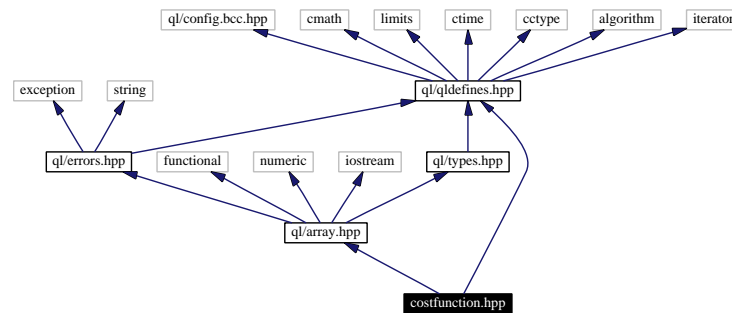 ql/config.bcc.hpp
cmath
limits
ctime
cctype
algorithm
iterator
exception
string
ql/qldefines.hpp
ql/errors.hpp
functional
numeric
iostream
ql/types.hpp
ql/array.hpp
costfunction.hpp